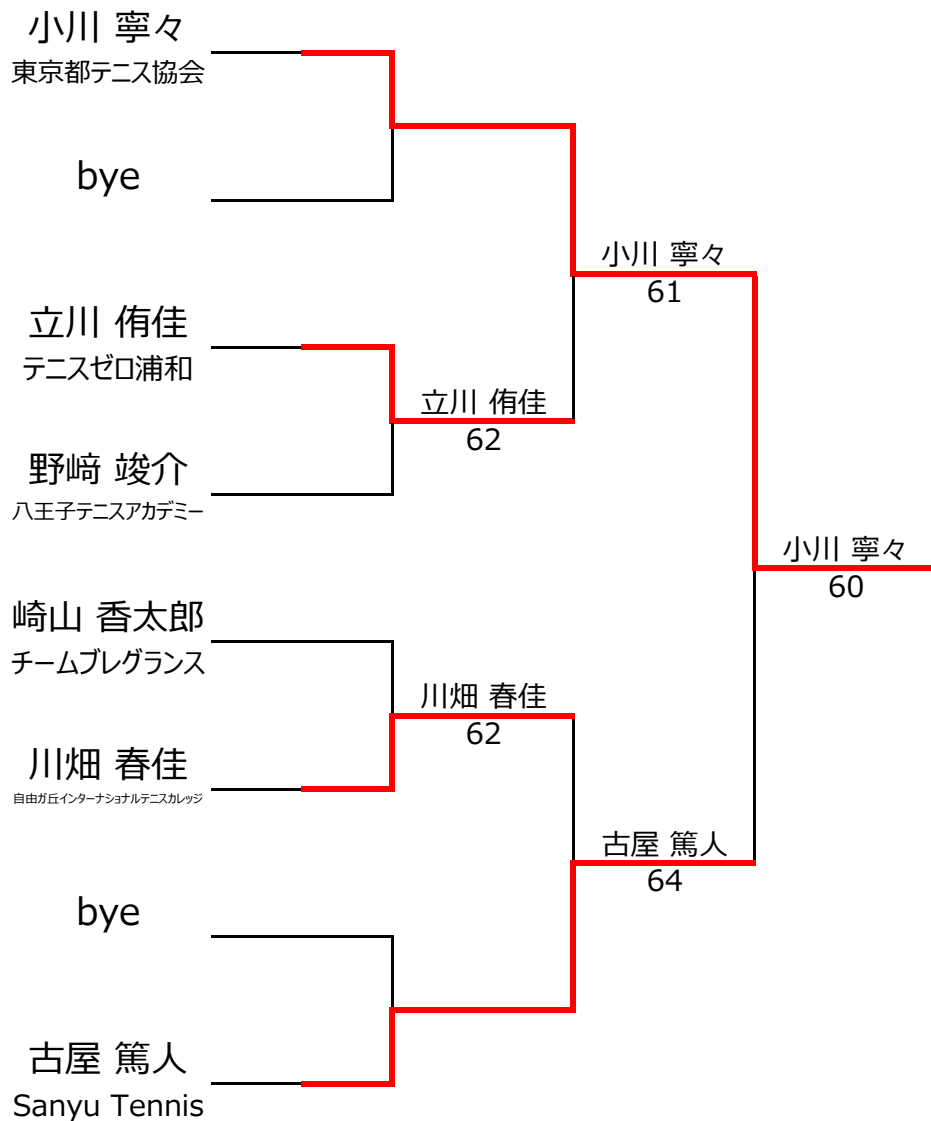 小川 寧々
東京都テニス協会
bye
立川 侑佳
テニスゼロ浦和
野﨑 竣介
八王子テニスアカデミー
崎山 香太郎
チームブレグランス
川畑 春佳
自由ガ丘インターナショナルテニスカレッジ
bye
古屋 篤人
Sanyu Tennis
立川 侑佳
62
川畑 春佳
62
小川 寧々
61
古屋 篤人
64
小川 寧々
60